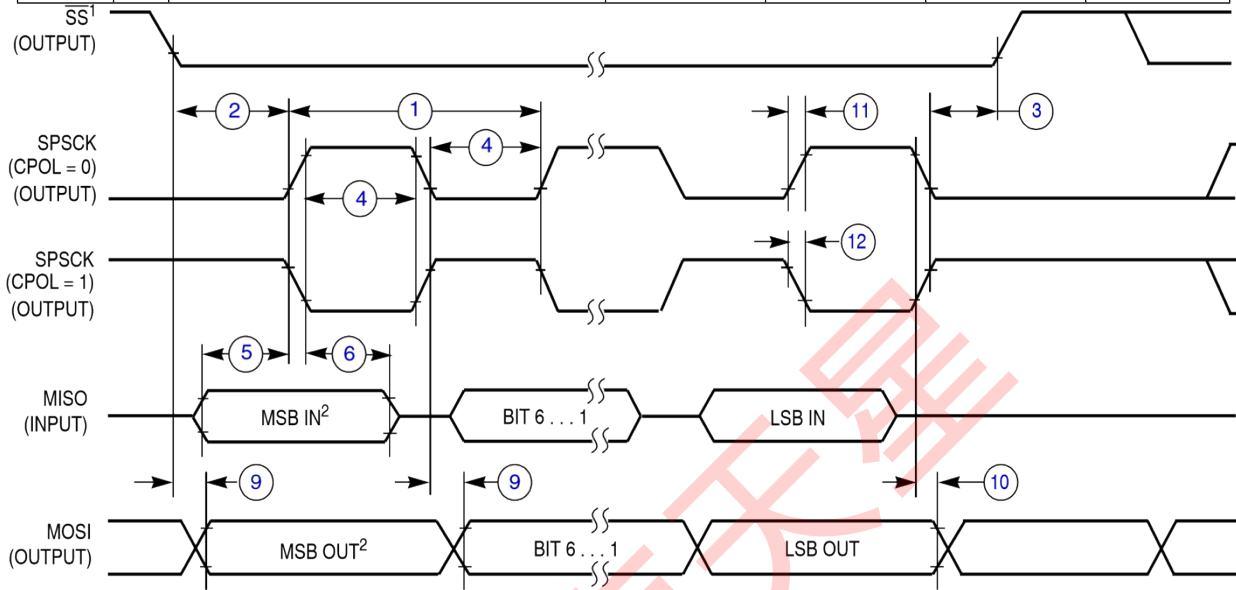 SS1
(OUTPUT)
2
1
11
3
SPSCK
(CPOL = 0)
(OUTPUT)
4
4
12
SPSCK
(CPOL = 1)
(OUTPUT)
5
6
MISO
(INPUT)
MSB IN2
BIT 6 . . . 1
LSB IN
9
9
10
MOSI
(OUTPUT)
MSB OUT2
BIT 6 . . . 1
LSB OUT
天星